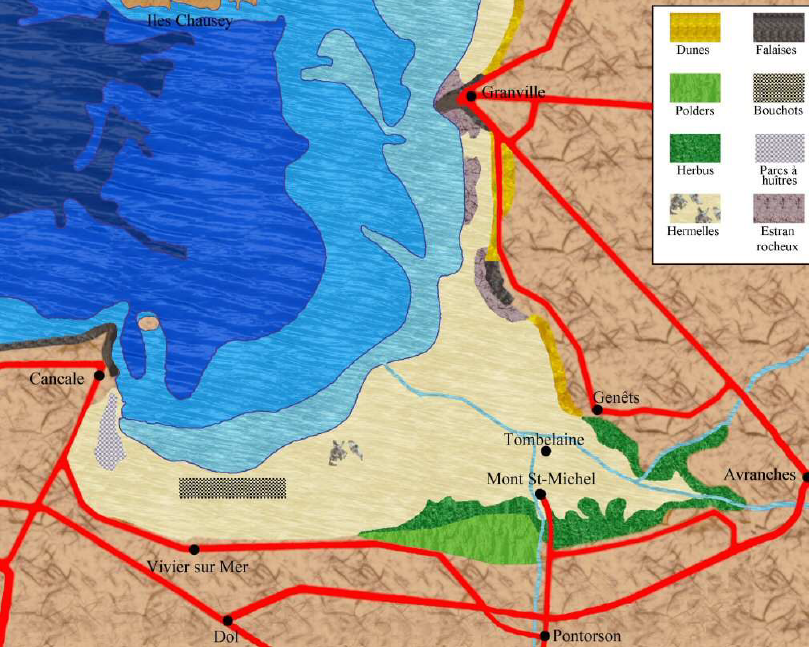 Iles Chausey
Granville
Dunes
Falaises
Polders
Bouchots
Herbus
Parcs à
huîtres
Hermelles
Estran
rocheux
Cancale
Genêts
Tombelaine
Mont St-Michel
Avranches
Vivier sur Mer
Dol
Pontorson